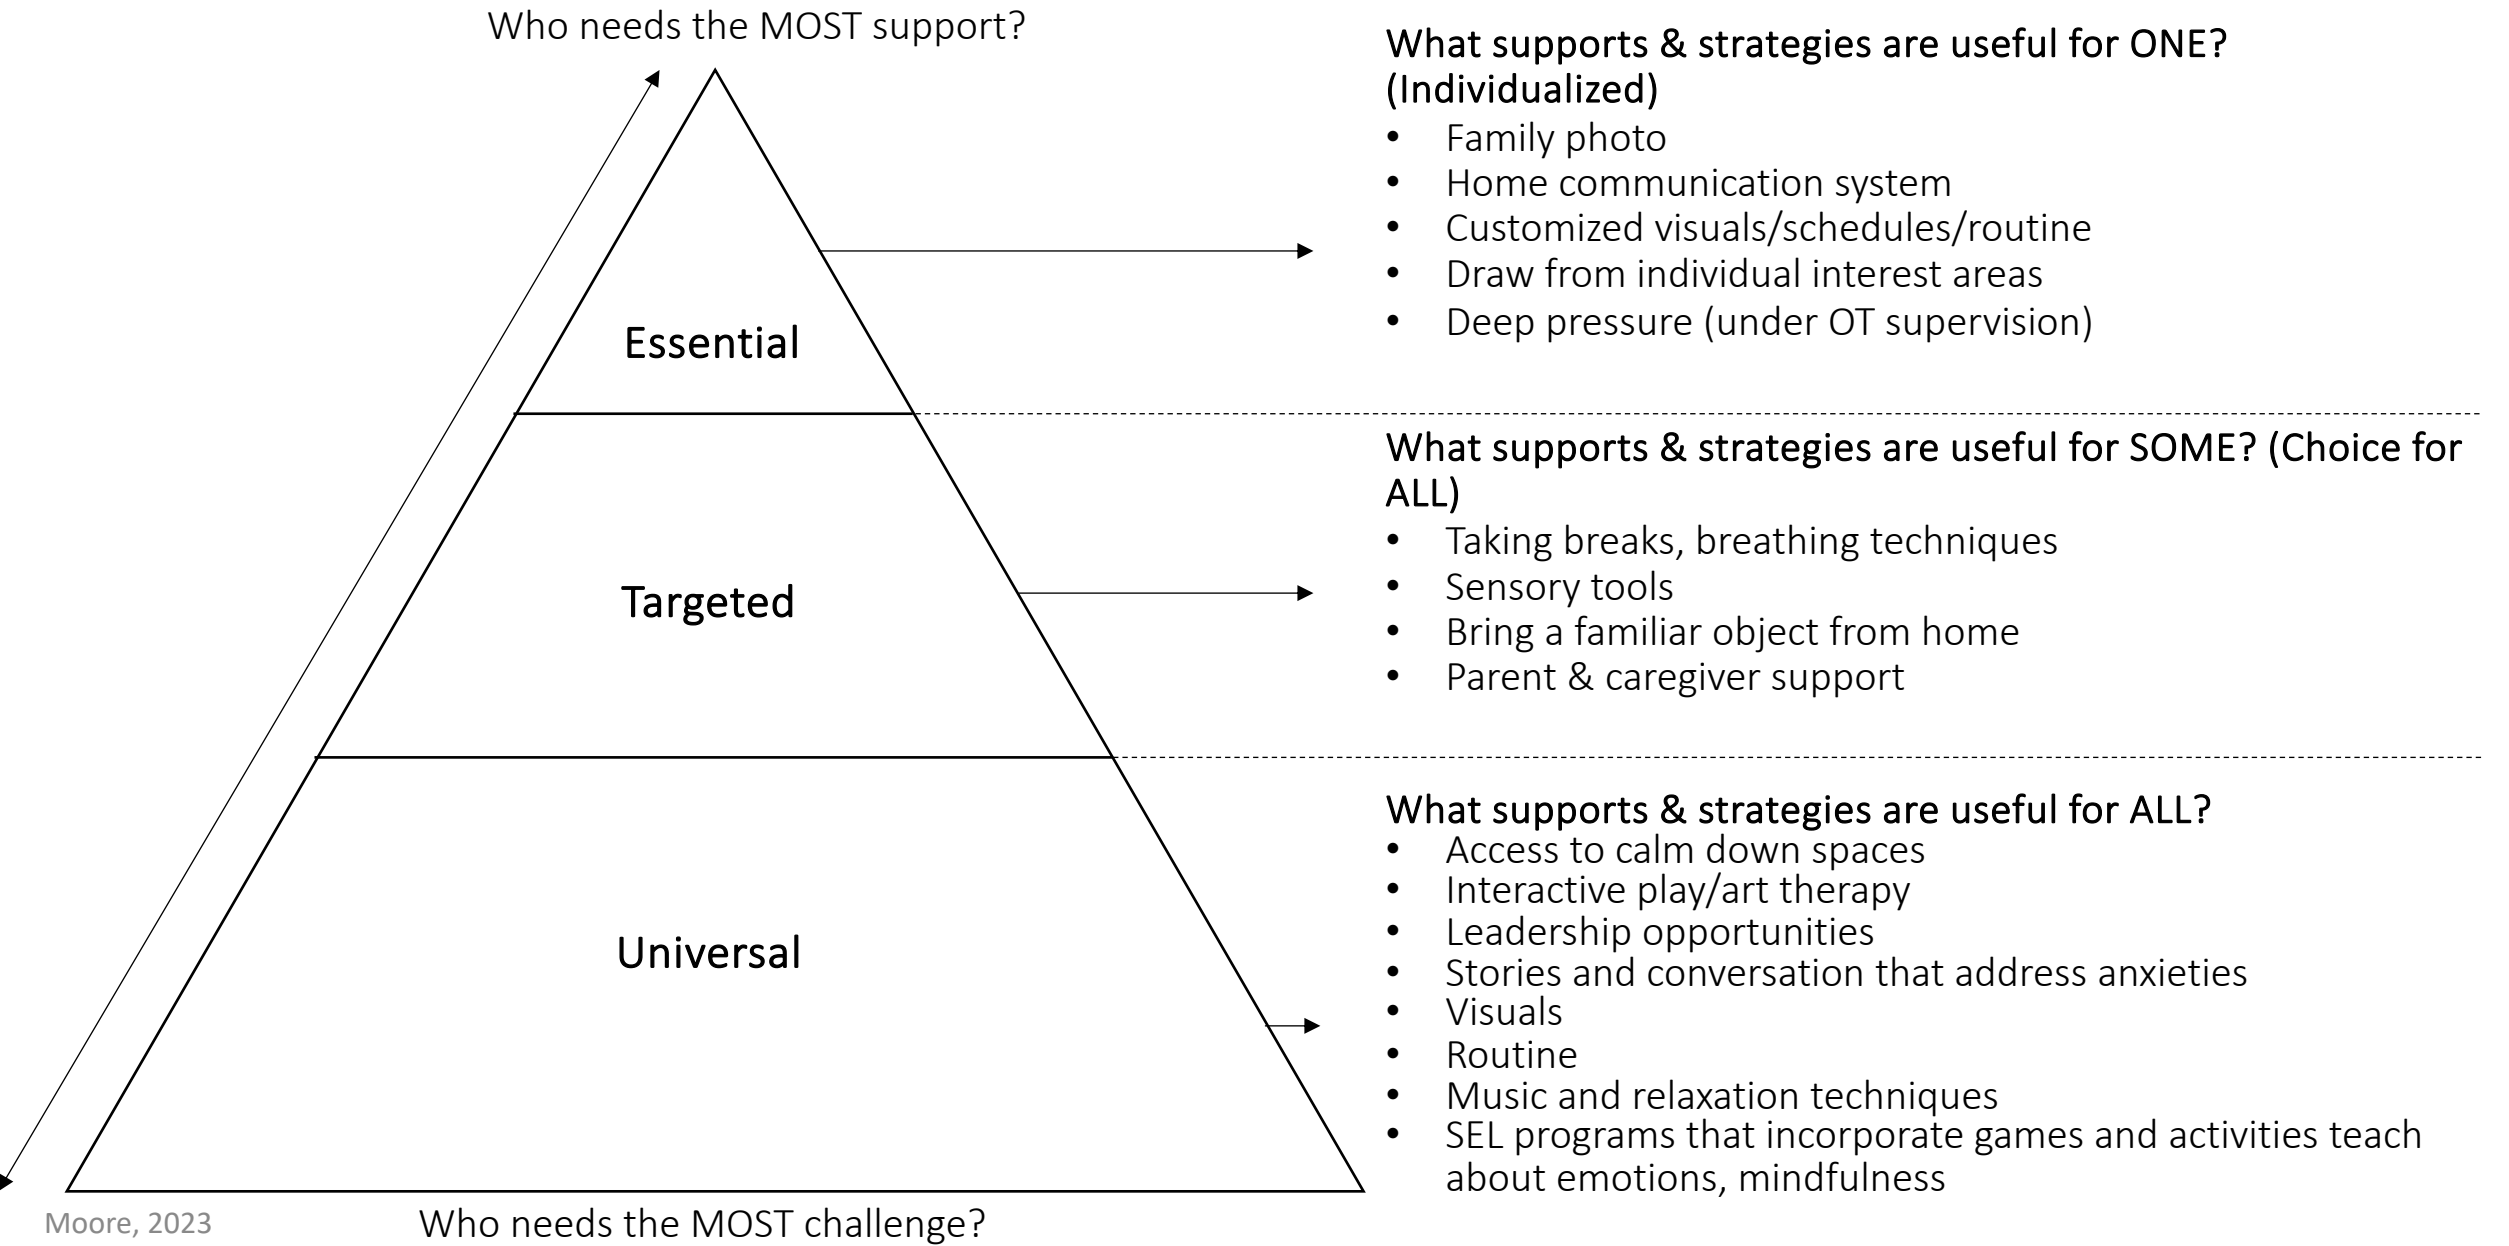 Who needs the MOST support?
What supports & strategies are useful for ONE?
(Individualized)
• Family photo
• Home communication system
• Customized visuals/schedules/routine
• Draw from individual interest areas
• Deep pressure (under OT supervision)
Essential
What supports & strategies are useful for SOME? (Choice for
ALL)
• Taking breaks, breathing techniques
• Sensory tools
• Bring a familiar object from home
• Parent & caregiver support
Targeted
What supports & strategies are useful for ALL?
• Access to calm down spaces
• Interactive play/art therapy
• Leadership opportunities
• Stories and conversation that address anxieties
• Visuals
• Routine
• Music and relaxation techniques
• SEL programs that incorporate games and activities teach
about emotions, mindfulness
Universal
Moore, 2023
Who needs the MOST challenge?